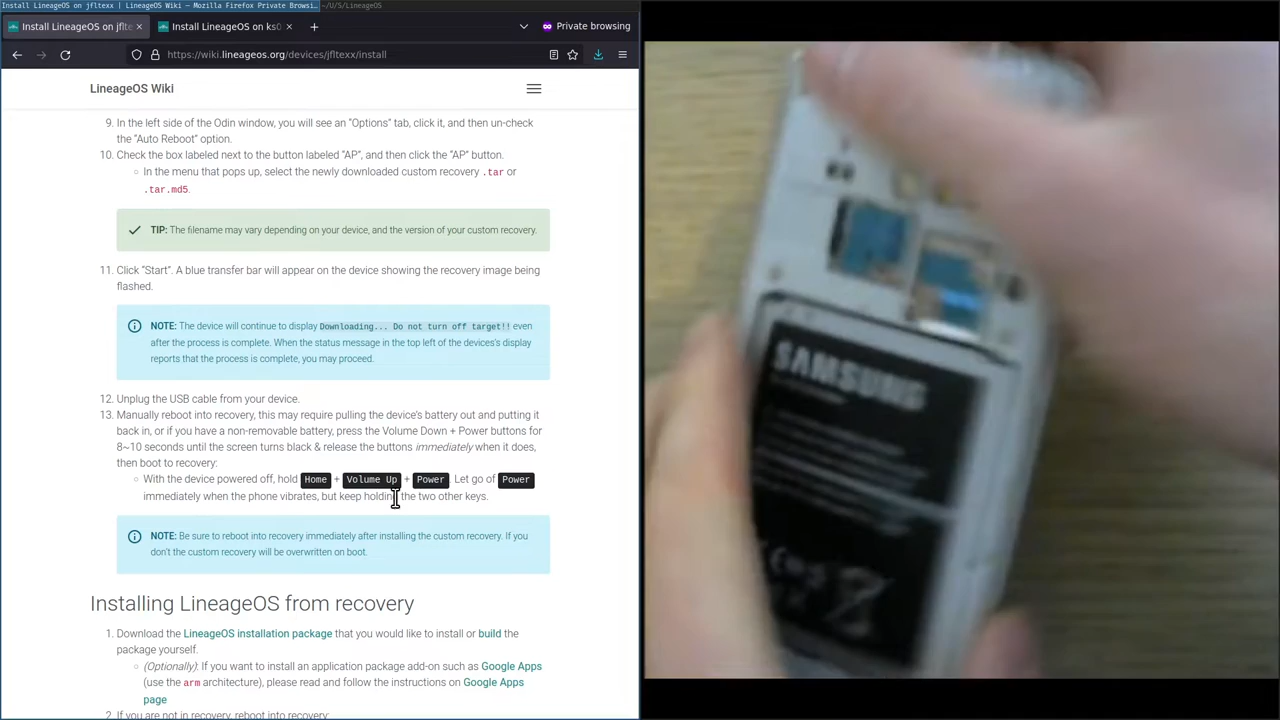 Install LineageOS on jfltexx | LineageOS Wiki — Mozilla Firefox Private Browsi…
~/U/S/LineageOS
Install LineageOS on jflte
Install LineageOS on ks0
Private browsing
https://wiki.lineageos.org/devices/jfltexx/install
LineageOS Wiki
9. In the left side of the Odin window, you will see an “Options” tab, click it, and then un-check
the “Auto Reboot” option.
10. Check the box labeled next to the button labeled “AP”, and then click the “AP” button.
In the menu that pops up, select the newly downloaded custom recovery .tar or
.tar.md5.
TIP: The filename may vary depending on your device, and the version of your custom recovery.
11. Click “Start”. A blue transfer bar will appear on the device showing the recovery image being
flashed.
NOTE: The device will continue to display Downloading... Do not turn off target!! even
after the process is complete. When the status message in the top left of the devices’s display
reports that the process is complete, you may proceed.
12. Unplug the USB cable from your device.
13. Manually reboot into recovery, this may require pulling the device’s battery out and putting it
back in, or if you have a non-removable battery, press the Volume Down + Power buttons for
8~10 seconds until the screen turns black & release the buttons immediately when it does,
then boot to recovery:
With the device powered off, hold Home + Volume Up + Power. Let go of Power
immediately when the phone vibrates, but keep holding the two other keys.
NOTE: Be sure to reboot into recovery immediately after installing the custom recovery. If you
don’t the custom recovery will be overwritten on boot.
Installing LineageOS from recovery
1. Download the LineageOS installation package that you would like to install or build the
package yourself.
(Optionally): If you want to install an application package add-on such as Google Apps
(use the arm architecture), please read and follow the instructions on Google Apps
page
2. If you are not in recovery, reboot into recovery:
SAMSUNG